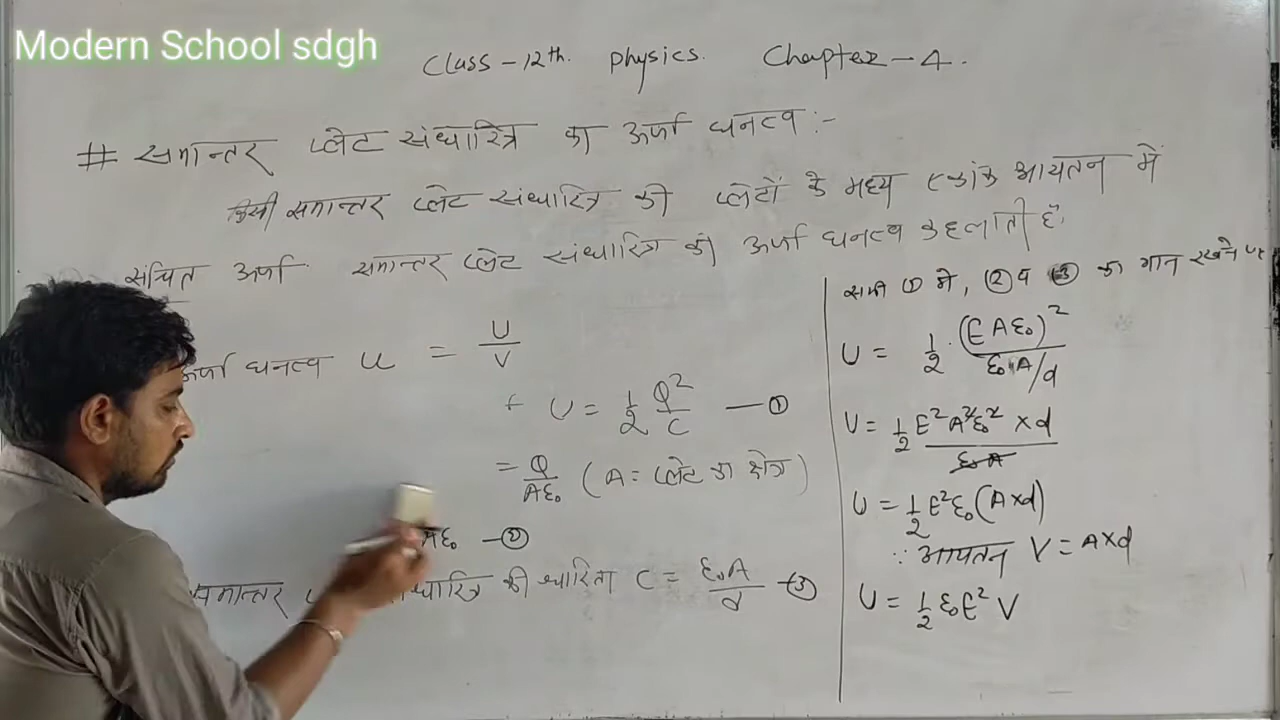 Modern School sdgh
Class-12th. Physics. Chapter-4.
# समान्तर प्लेट संधारित्र का ऊर्जा घनत्व :-
किसी समान्तर प्लेट संधारित्र की प्लेटों के मध्य एकांक आयतन में
संचित ऊर्जा समान्तर प्लेट संधारित्र की ऊर्जा घनत्व कहलाती है.
ऊर्जा घनत्व u = U/V
U = 1/2 Q²/C — ①
= Q/Aε₀ (A = प्लेट का क्षेत्र)
Aε₀ — ②
समान्तर संधारित्र की धारिता C = ε₀A/d — ③
समी ① में, ② व ③ का मान रखने पर
U = 1/2 · (EAε₀)²/ε₀A/d
U = 1/2 E²A²ε₀² × d/ε₀A
U = 1/2 E²ε₀(A×d)
∵ आयतन V = A×d
U = 1/2 ε₀E² V